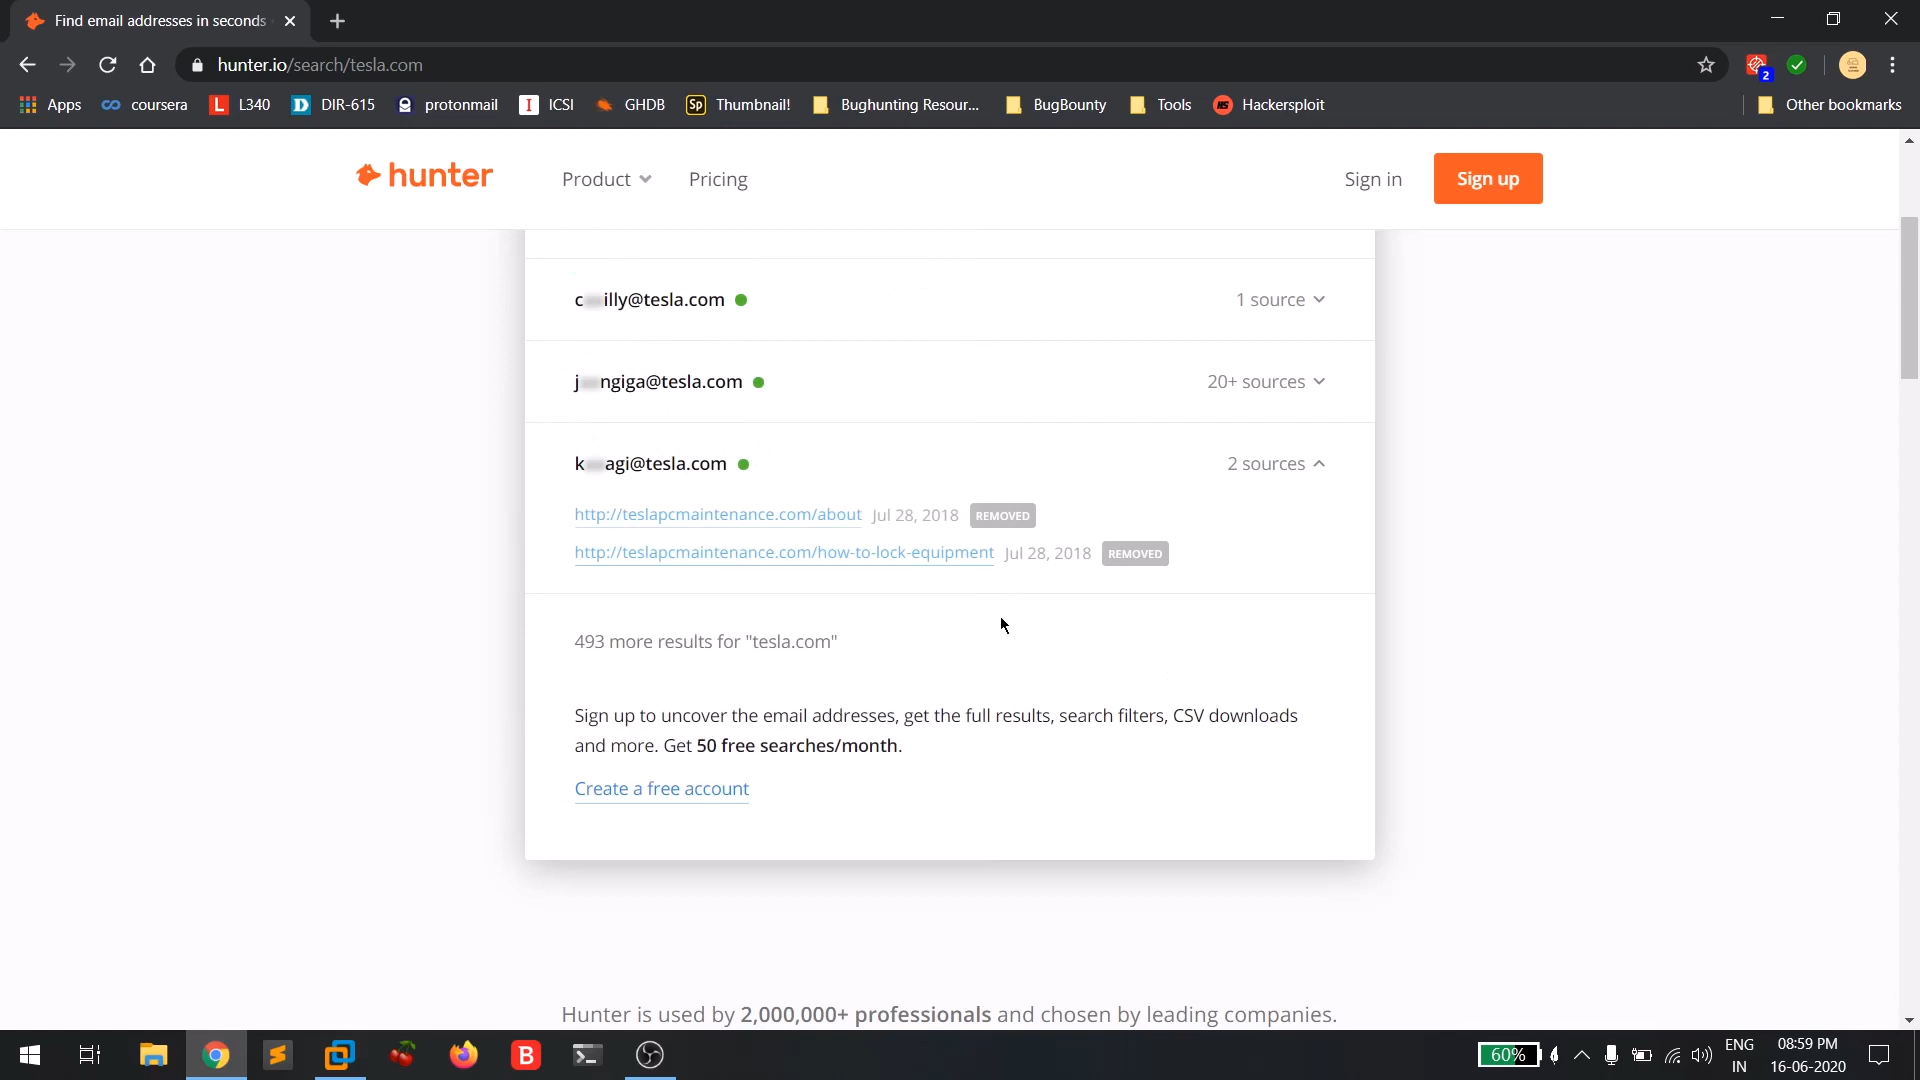 Find email addresses in seconds
hunter.io/search/tesla.com
2
Apps coursera L L340 D DIR-615 protonmail I ICSI GHDB Sp Thumbnail! Bughunting Resour... BugBounty Tools HS Hackersploit Other bookmarks
hunter Product Pricing Sign in Sign up
c illy@tesla.com 1 source
j ngiga@tesla.com 20+ sources
k agi@tesla.com 2 sources
http://teslapcmaintenance.com/about Jul 28, 2018 REMOVED
http://teslapcmaintenance.com/how-to-lock-equipment Jul 28, 2018 REMOVED
493 more results for "tesla.com"
Sign up to uncover the email addresses, get the full results, search filters, CSV downloads
and more. Get 50 free searches/month.
Create a free account
Hunter is used by 2,000,000+ professionals and chosen by leading companies.
B
60% ENG 08:59 PM
IN 16-06-2020